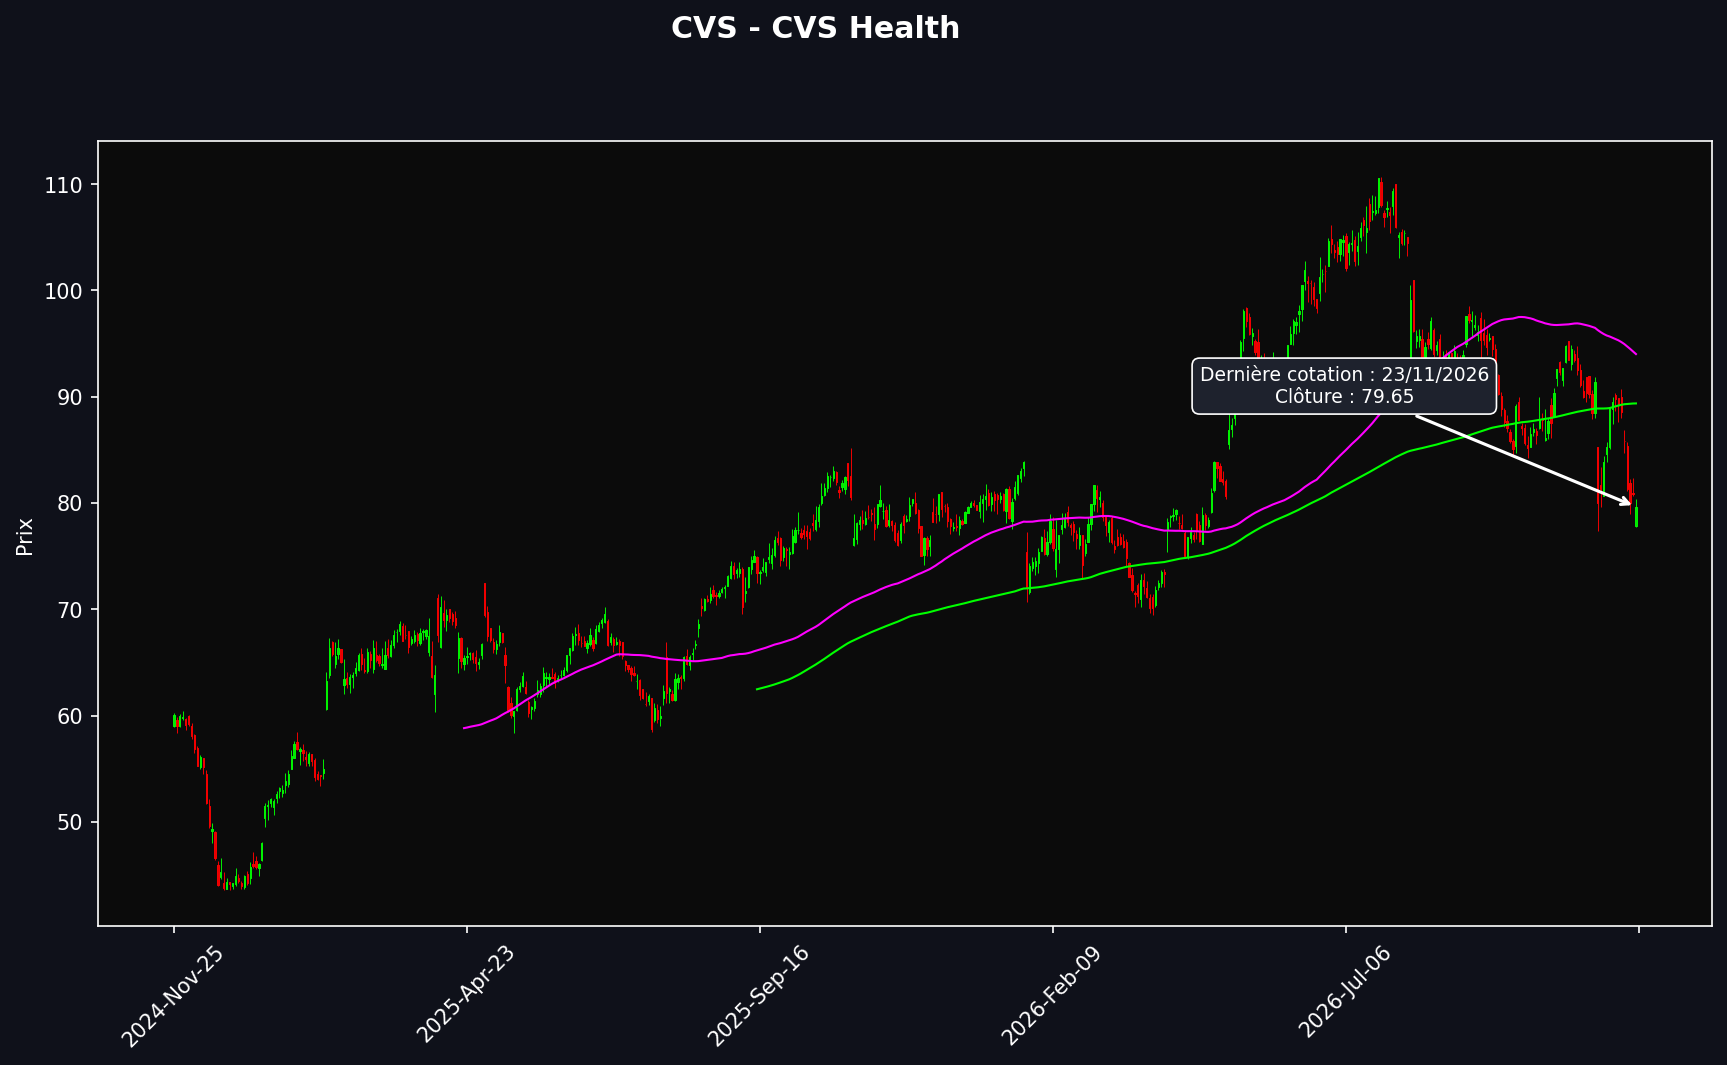 CVS - CVS Health
Prix
110
100
90
80
70
60
50
Dernière cotation : 23/11/2026
Clôture : 79.65
2024-Nov-25
2025-Apr-23
2025-Sep-16
2026-Feb-09
2026-Jul-06